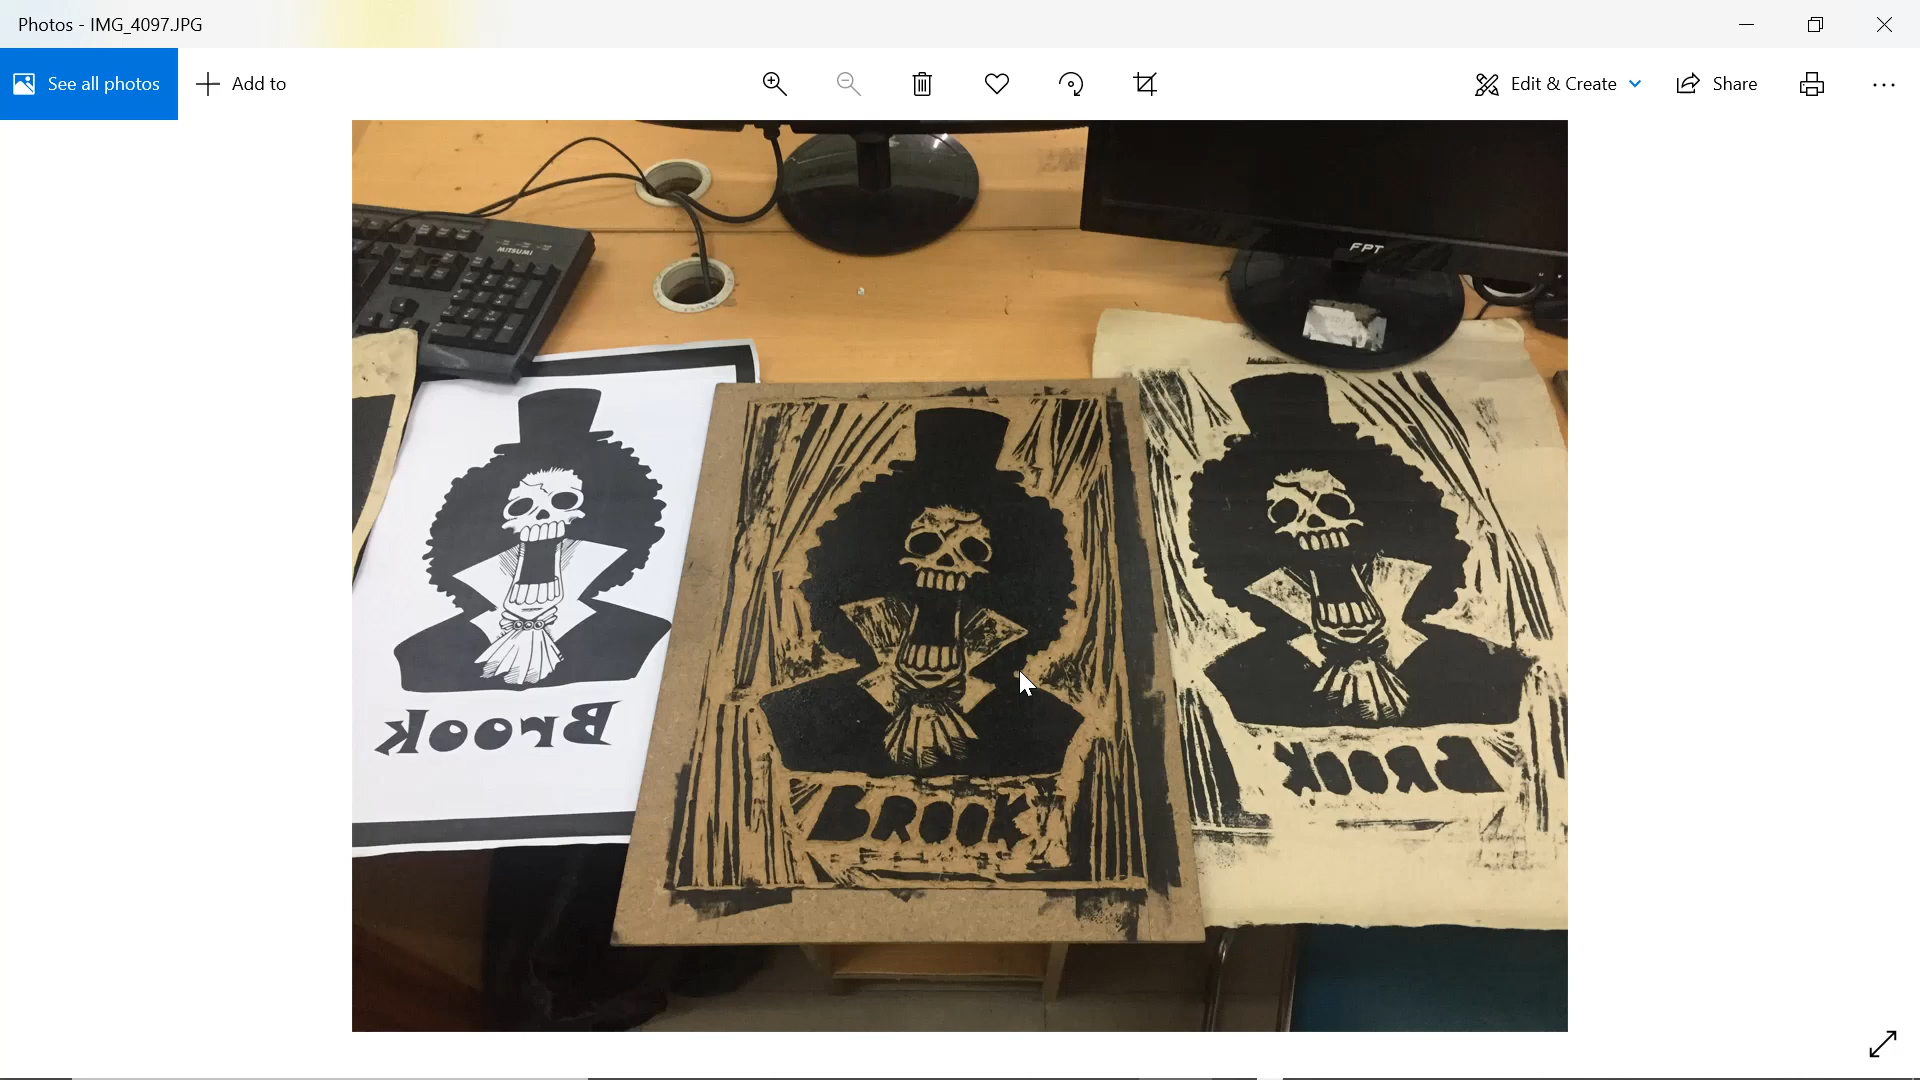 Photos - IMG_4097.JPG
See all photos
Add to
Edit & Create
Share
MITSUMI
FPT
Brook
BROOK
BROOK